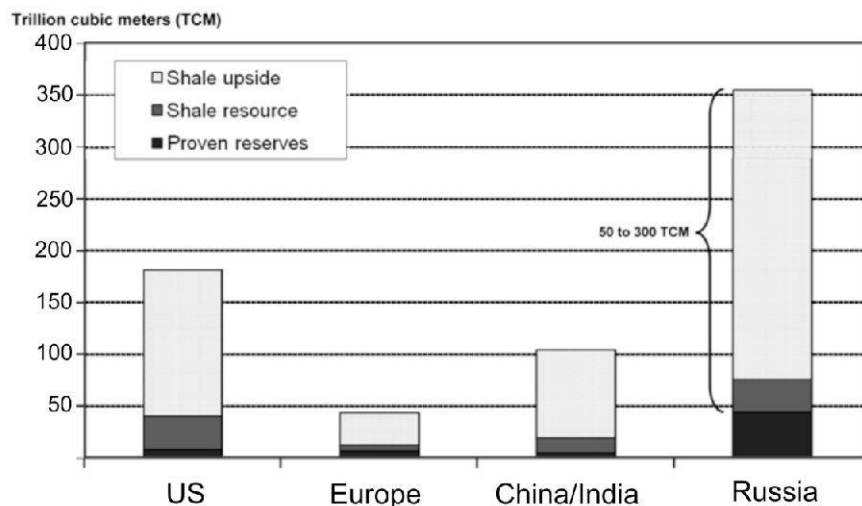 Trillion cubic meters (TCM)
400
350
300
250
200
150
100
50
Shale upside
Shale resource
Proven reserves
50 to 300 TCM
US
Europe
China/India
Russia